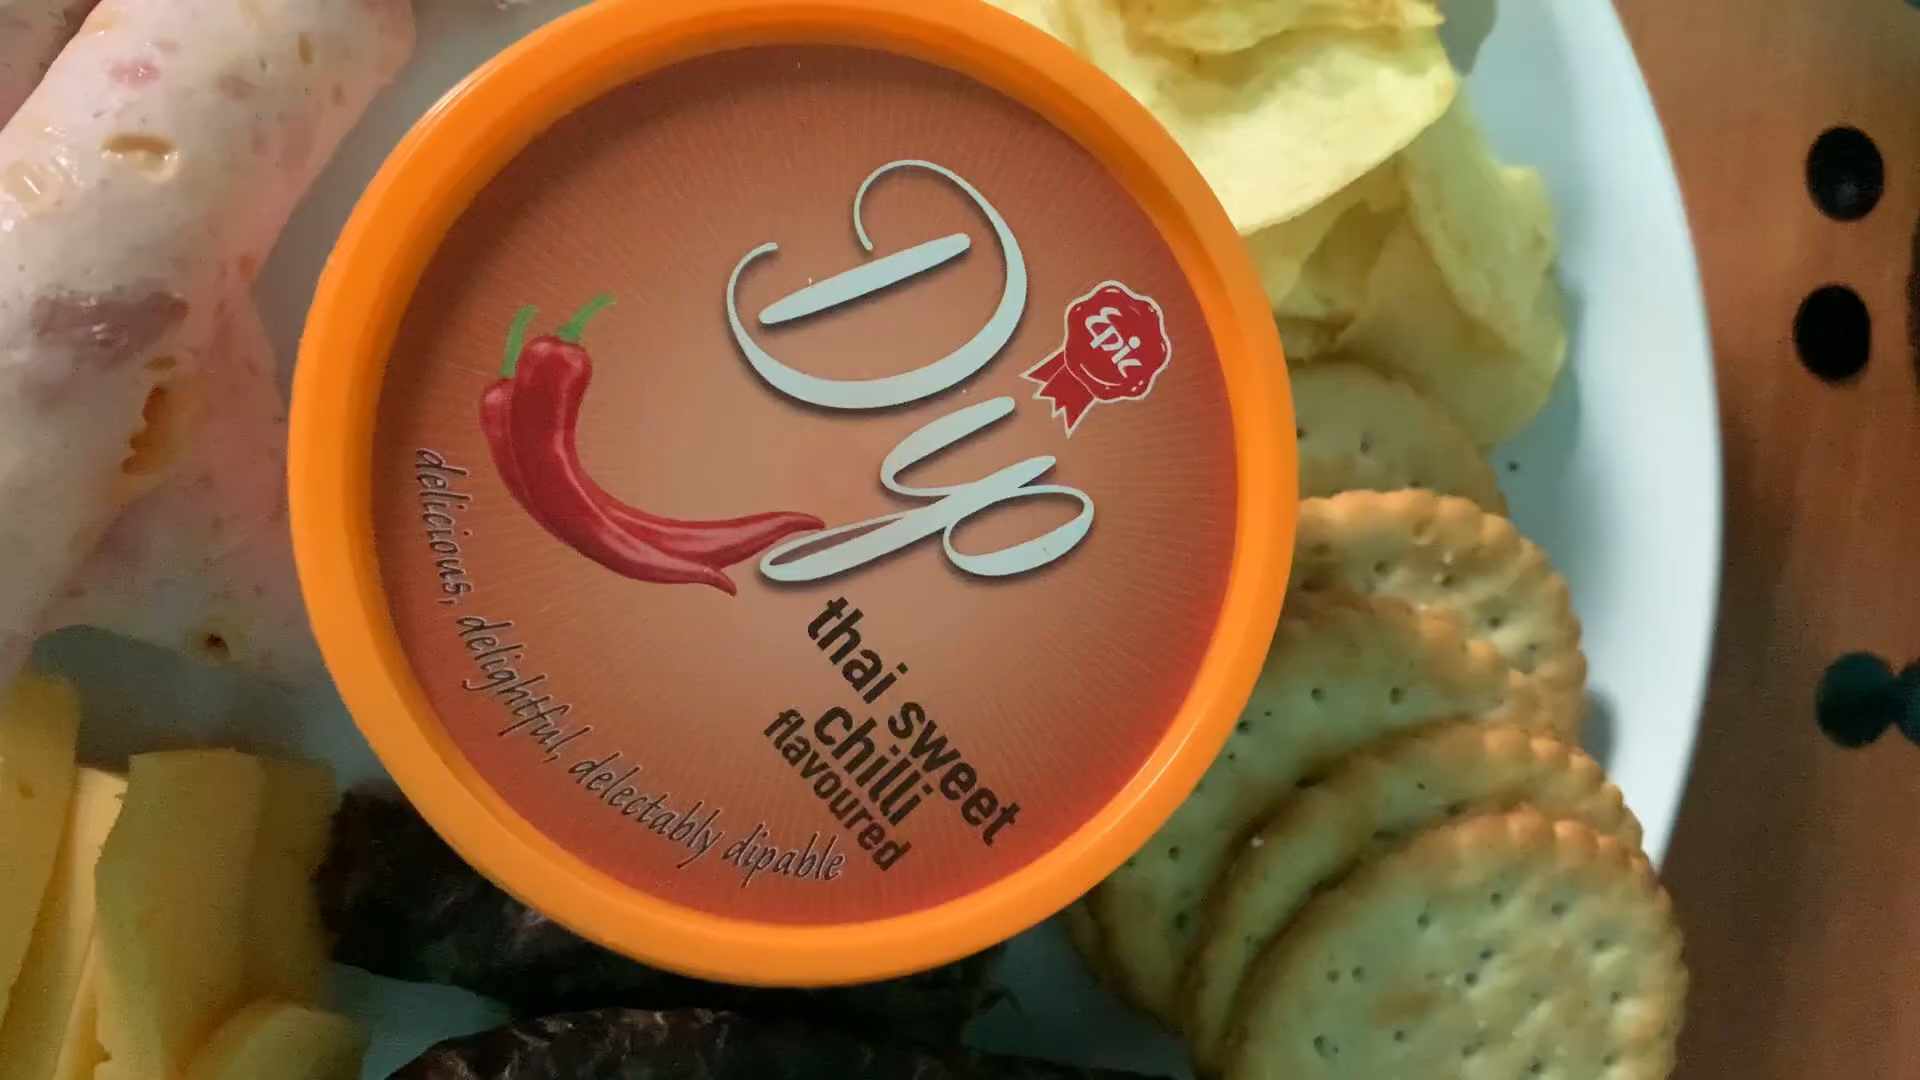 Epic
Dip
thai sweet
chilli
flavoured
delicious, delightful, delectably dipable